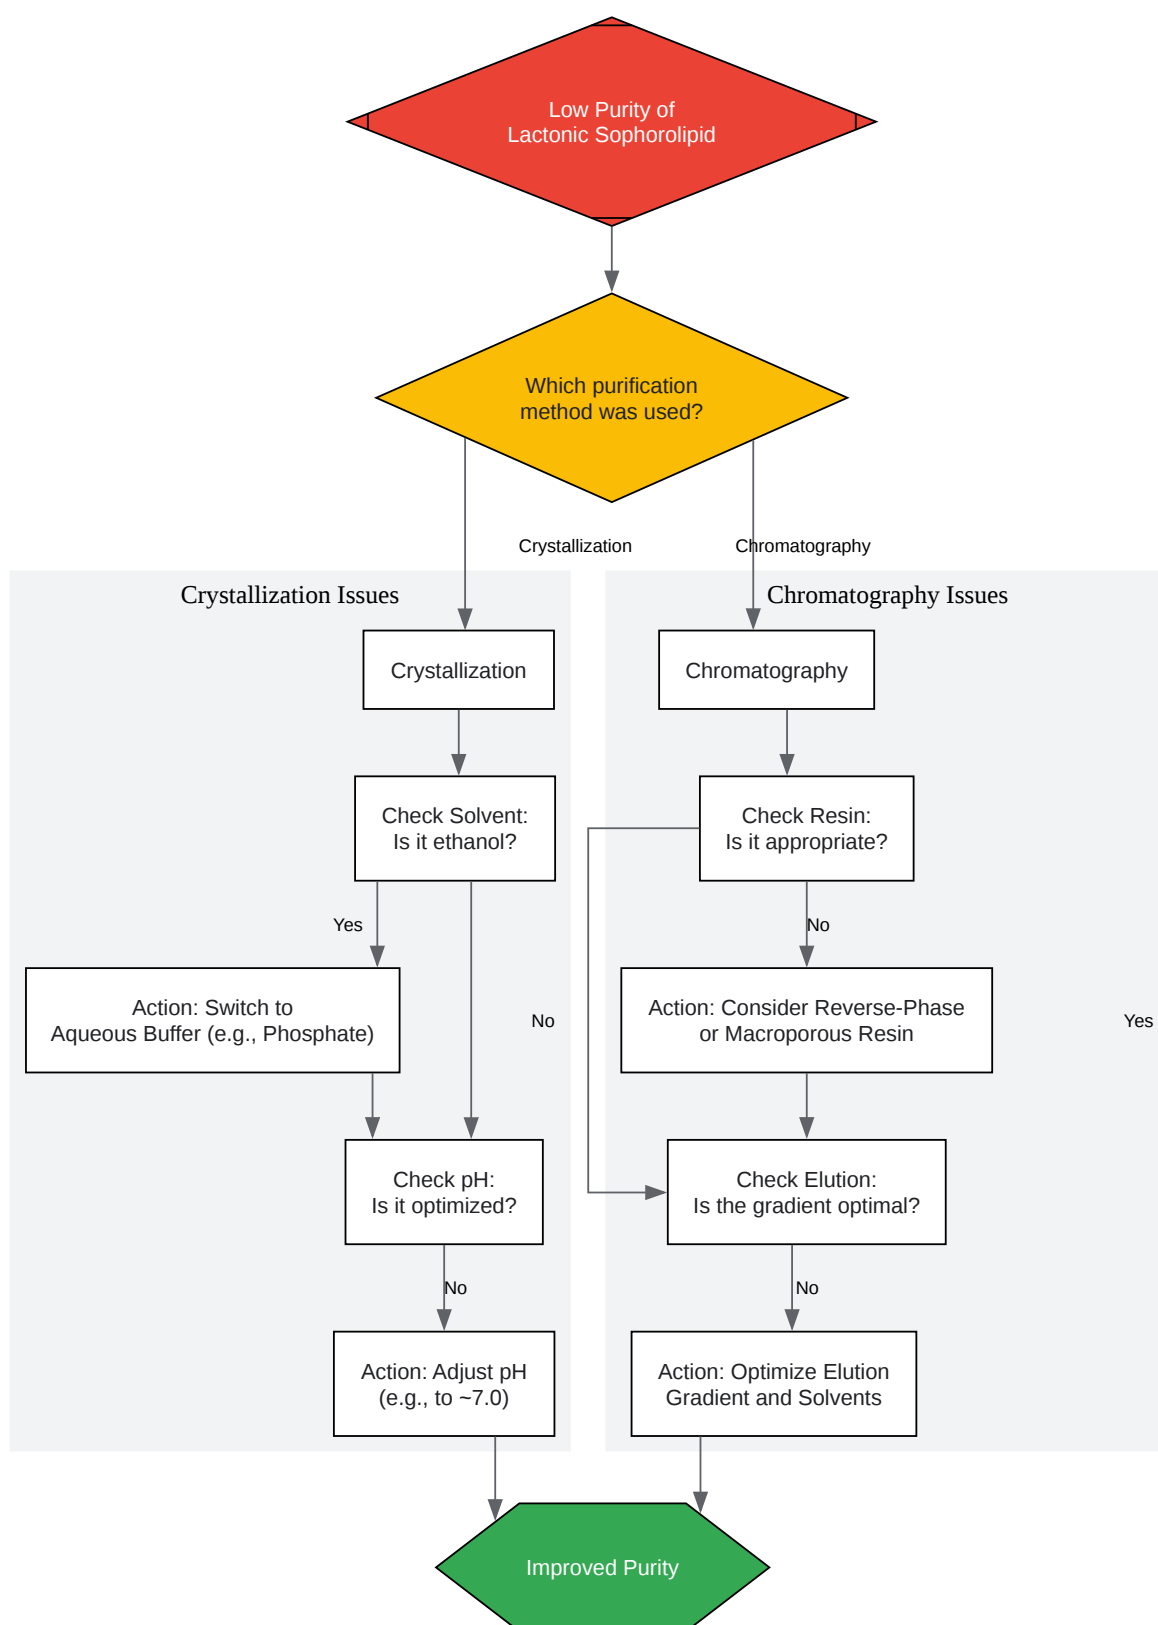 Low Purity of
Lactonic Sophorolipid
Which purification
method was used?
Crystallization
Chromatography
Crystallization Issues
Chromatography Issues
Crystallization
Chromatography
Check Solvent:
Is it ethanol?
Check Resin:
Is it appropriate?
Yes
No
Action: Switch to
Aqueous Buffer (e.g., Phosphate)
No
Action: Consider Reverse-Phase
or Macroporous Resin
Yes
Check pH:
Is it optimized?
Check Elution:
Is the gradient optimal?
No
No
Action: Adjust pH
(e.g., to ~7.0)
Action: Optimize Elution
Gradient and Solvents
Improved Purity